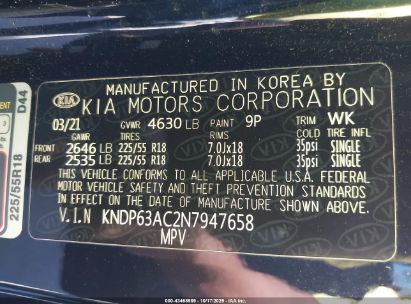 MANUFACTURED IN KOREA BY
KIA KIA MOTORS CORPORATION
03/21 GVWR 4630 LB PAINT 9P TRIM WK
GAWR TIRES RIMS COLD TIRE INFL
FRONT 2646 LB 225/55 R18 7.0Jx18 35psi SINGLE
REAR 2535 LB 225/55 R18 7.0Jx18 35psi SINGLE
THIS VEHICLE CONFORMS TO ALL APPLICABLE U.S.A. FEDERAL
MOTOR VEHICLE SAFETY AND THEFT PREVENTION STANDARDS
IN EFFECT ON THE DATE OF MANUFACTURE SHOWN ABOVE.
V.I.N KNDP63AC2N7947658
MPV
D44
225/55R18